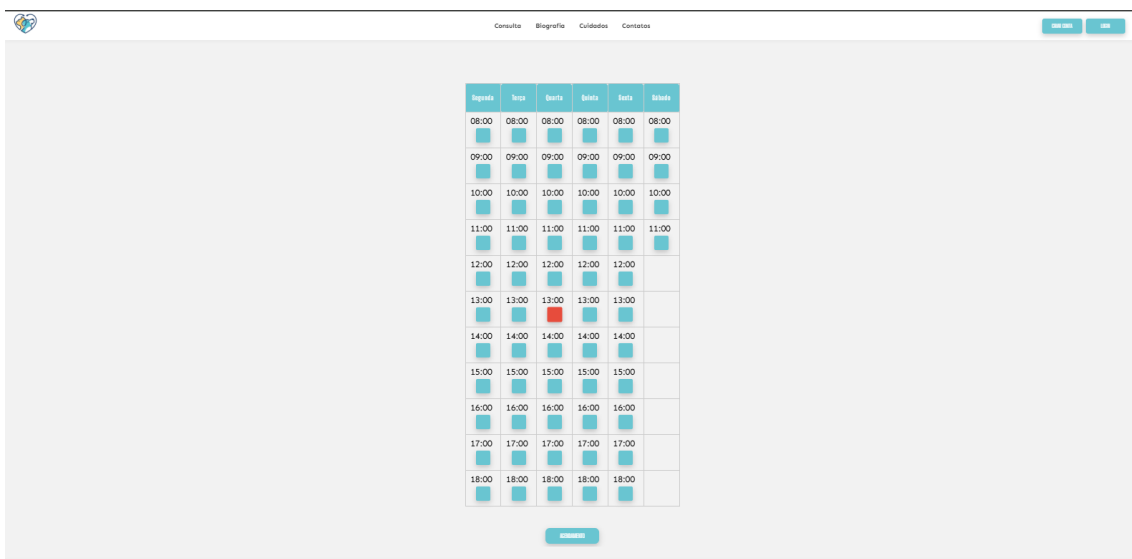 Consulta Biografia Cuidados Contatos
Segunda Terça Quarta Quinta Sexta Sábado
08:00 08:00 08:00 08:00 08:00 08:00
09:00 09:00 09:00 09:00 09:00 09:00
10:00 10:00 10:00 10:00 10:00 10:00
11:00 11:00 11:00 11:00 11:00 11:00
12:00 12:00 12:00 12:00 12:00
13:00 13:00 13:00 13:00 13:00
14:00 14:00 14:00 14:00 14:00
15:00 15:00 15:00 15:00 15:00
16:00 16:00 16:00 16:00 16:00
17:00 17:00 17:00 17:00 17:00
18:00 18:00 18:00 18:00 18:00